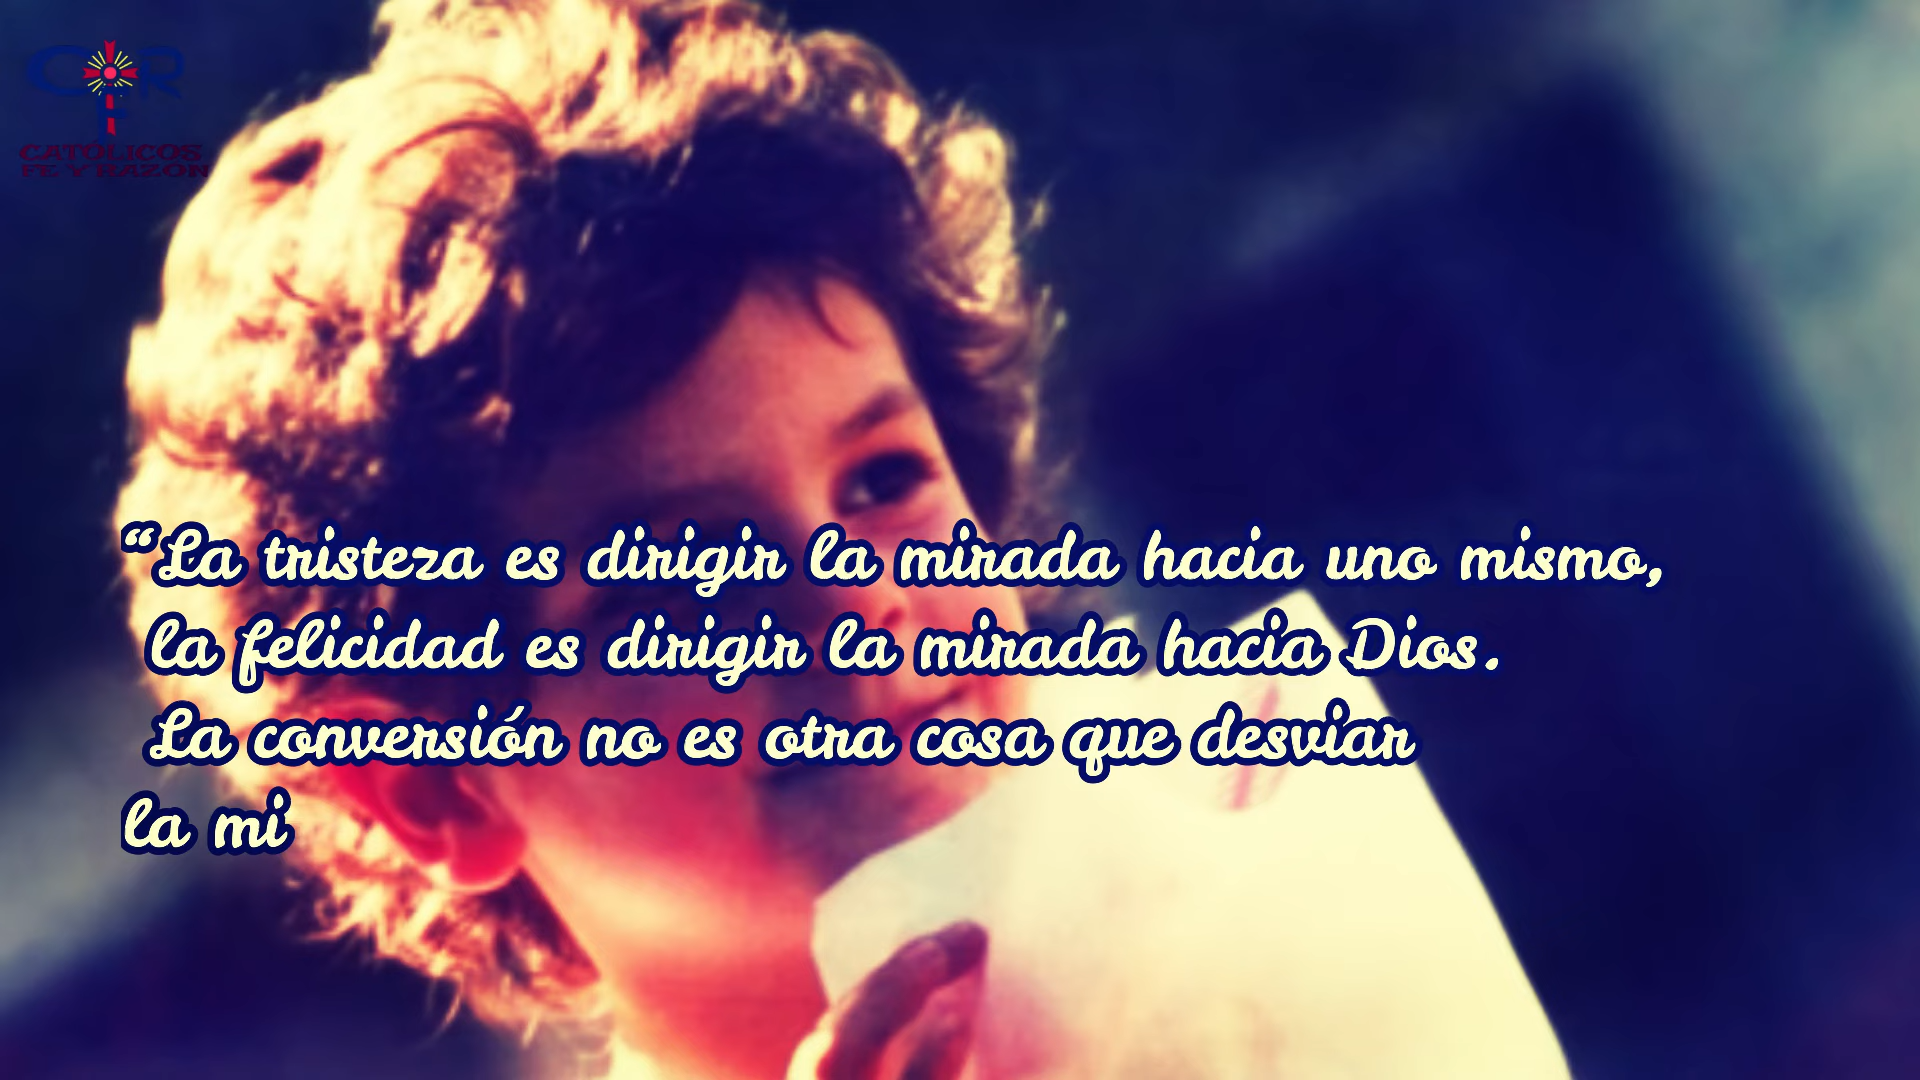 CATÓLICOS
FE Y RAZÓN
“La tristeza es dirigir la mirada hacia uno mismo,
la felicidad es dirigir la mirada hacia Dios.
La conversión no es otra cosa que desviar
la mi